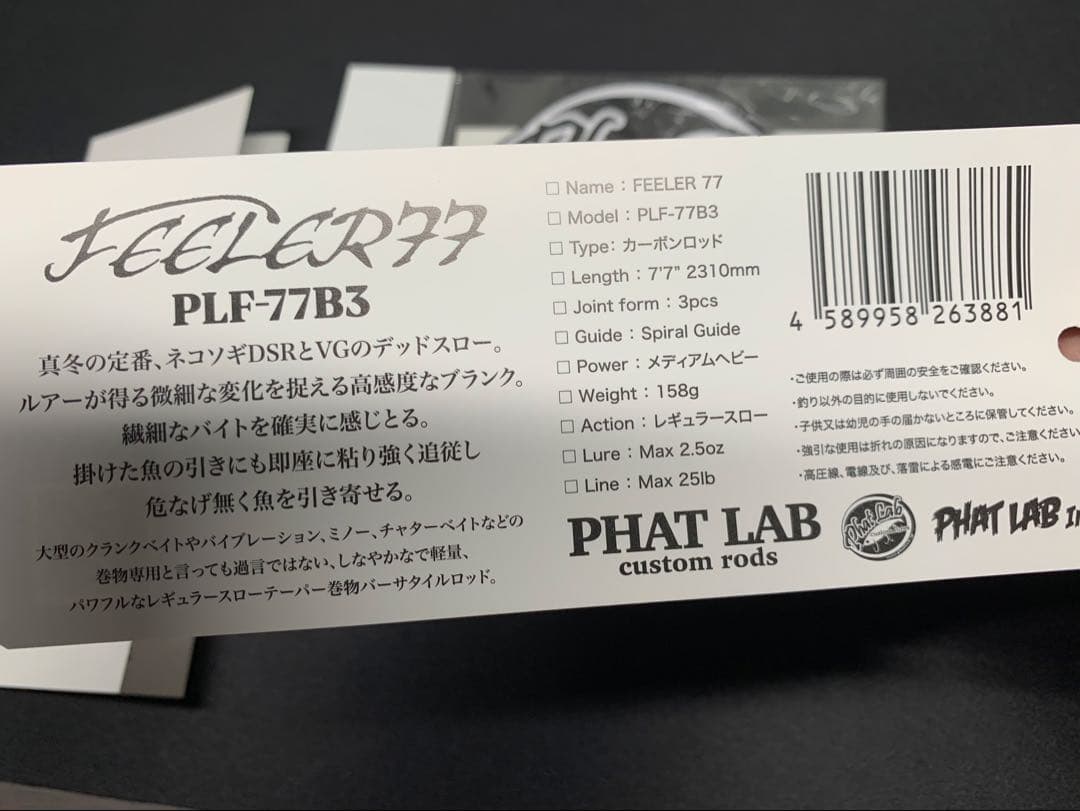 FEELER77
PLF-77B3
真冬の定番、ネコソギDSRとVGのデッドスロー。
ルアーが得る微細な変化を捉える高感度なブランク。
繊細なバイトを確実に感じとる。
掛けた魚の引きにも即座に粘り強く追従し
危なげ無く魚を引き寄せる。
大型のクランクベイトやバイブレーション、ミノー、チャターベイトなどの
巻物専用と言っても過言ではない、しなやかなで軽量、
パワフルなレギュラースローテーパー巻物バーサタイルロッド。
□ Name : FEELER 77
□ Model : PLF-77B3
□ Type: カーボンロッド
□ Length : 7'7" 2310mm
□ Joint form : 3pcs
□ Guide : Spiral Guide
□ Power : メディアムヘビー
□ Weight : 158g
□ Action : レギュラースロー
□ Lure : Max 2.5oz
□ Line : Max 25lb
4 589958 263881
・ご使用の際は必ず周囲の安全をご確認ください。
・釣り以外の目的に使用しないでください。
・子供又は幼児の手の届かないところに保管してください。
・強引な使用は折れの原因になりますので、ご注意ください
・高圧線、電線及び、落雷による感電にご注意ください。
PHAT LAB
custom rods
Phat Lab
PHAT LAB In